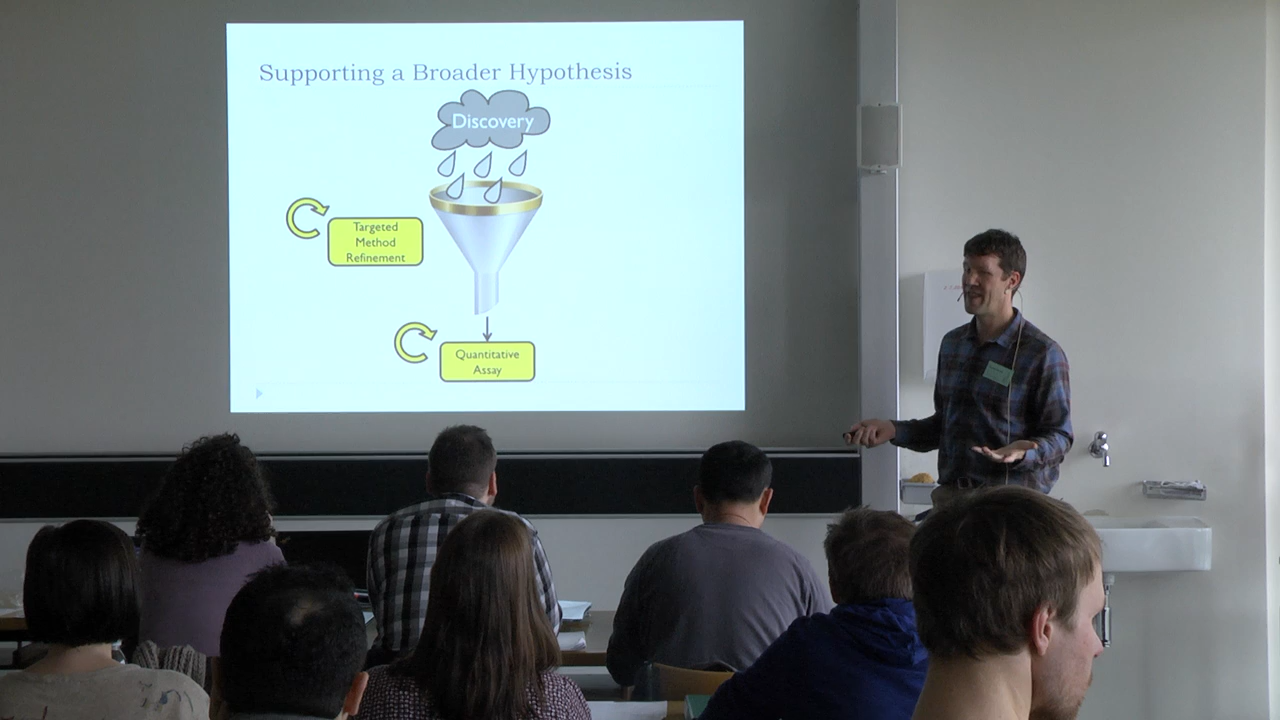 Supporting a Broader Hypothesis
Discovery
Targeted
Method
Refinement
Quantitative
Assay